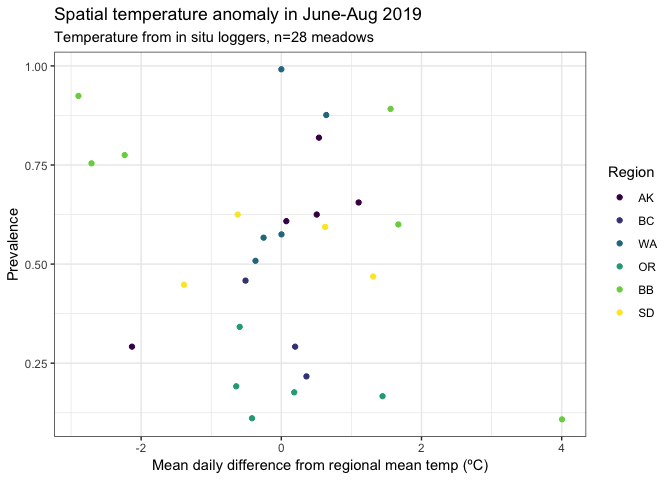 Spatial temperature anomaly in June-Aug 2019
Temperature from in situ loggers, n=28 meadows
1.00
0.75
0.50
0.25
Prevalence
-2
0
2
4
Mean daily difference from regional mean temp (ºC)
Region
AK
BC
WA
OR
BB
SD